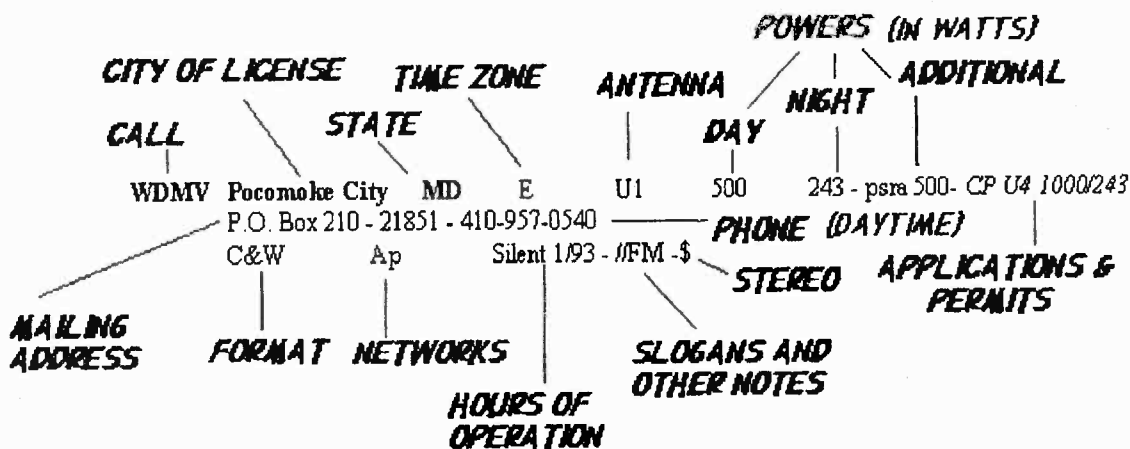 POWERS (IN WATTS)
CITY OF LICENSE
TIME ZONE
ANTENNA
ADDITIONAL
NIGHT
CALL
STATE
DAY
WDMV Pocomoke City MD E U1 500 243 - psra 500- CP U4 1000/243
P.O. Box 210 - 21851 - 410-957-0540
PHONE (DAYTIME)
C&W Ap Silent 1/93 - //FM -$
STEREO
APPLICATIONS &
PERMITS
MAILING
ADDRESS
FORMAT
NETWORKS
SLOGANS AND
OTHER NOTES
HOURS OF
OPERATION